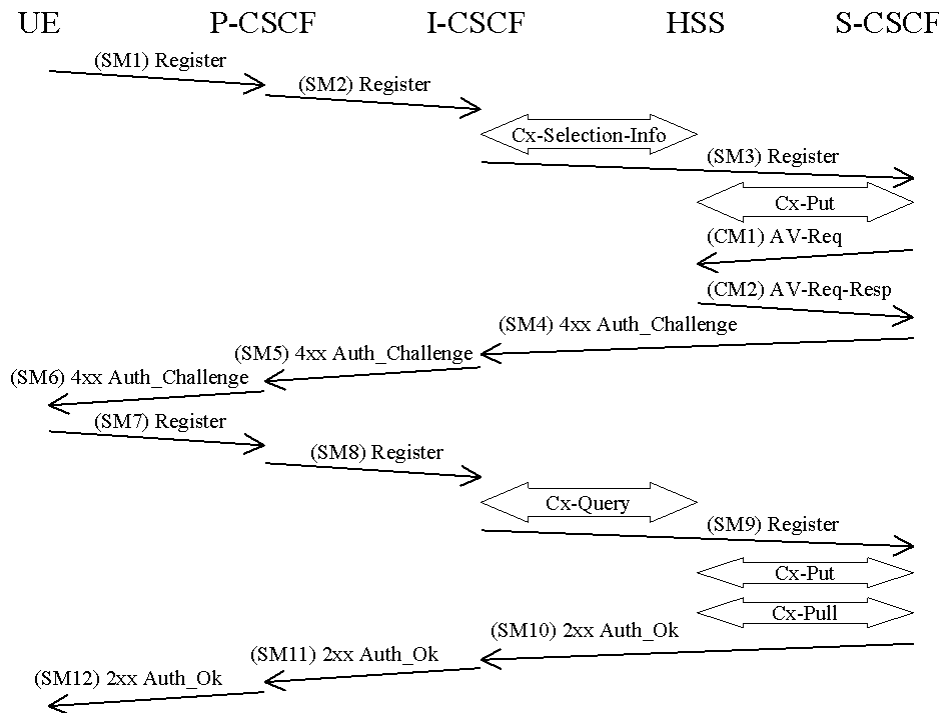 UE P-CSCF I-CSCF HSS S-CSCF
(SM1) Register
(SM2) Register
Cx-Selection-Info
(SM3) Register
Cx-Put
(CM1) AV-Req
(CM2) AV-Req-Resp
(SM4) 4xx Auth_Challenge
(SM5) 4xx Auth_Challenge
(SM6) 4xx Auth_Challenge
(SM7) Register
(SM8) Register
Cx-Query
(SM9) Register
Cx-Put
Cx-Pull
(SM10) 2xx Auth_Ok
(SM11) 2xx Auth_Ok
(SM12) 2xx Auth_Ok